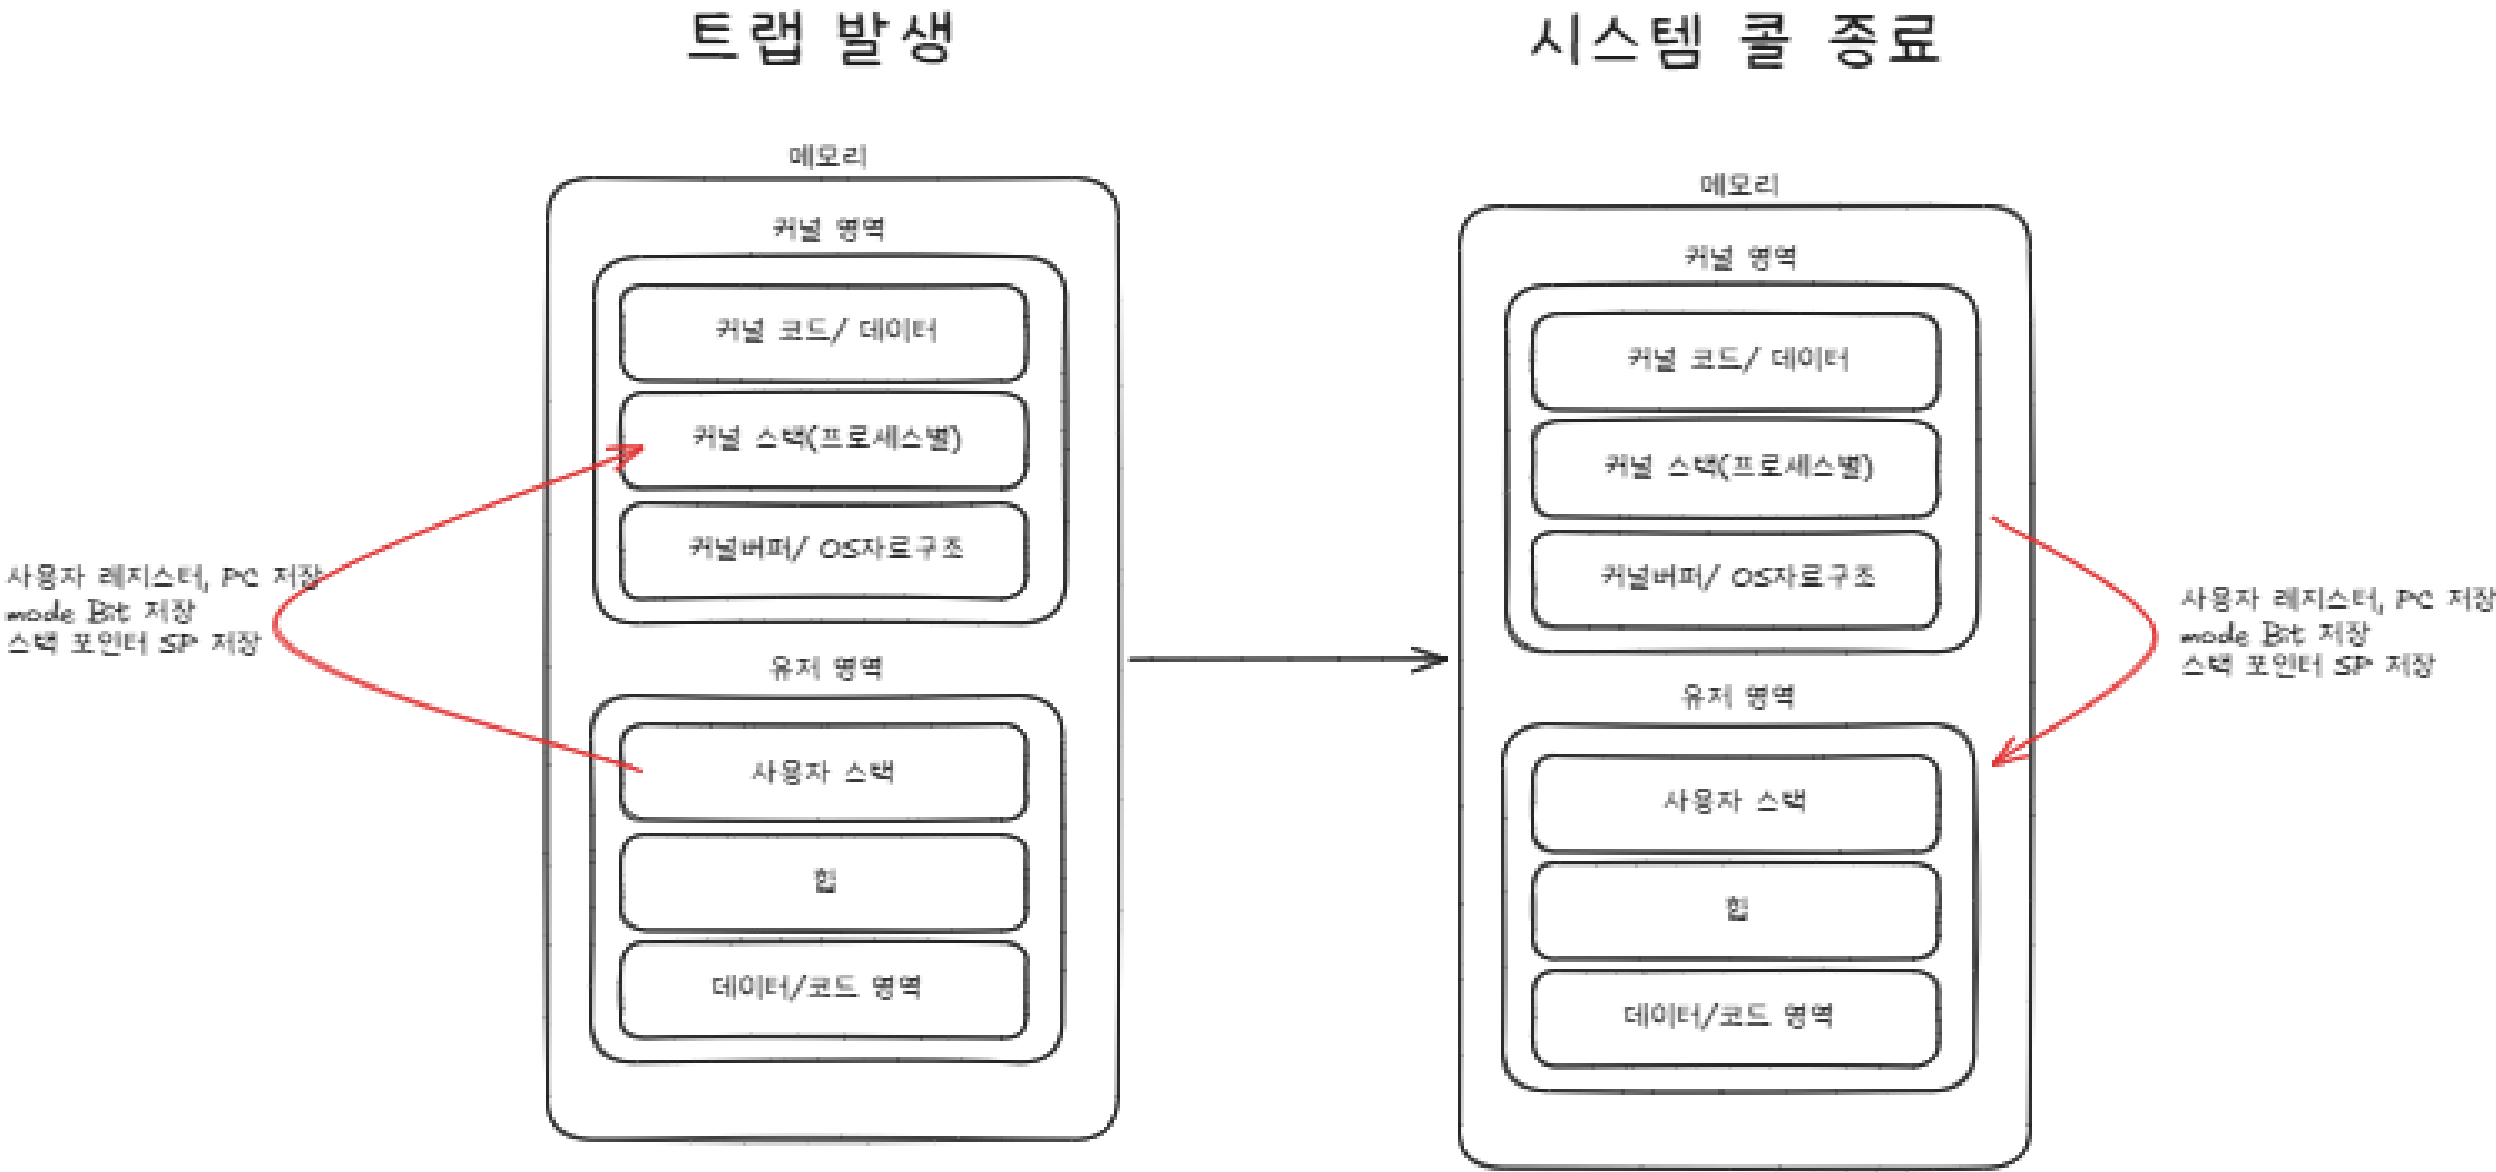 트랩 발생
메모리
커널 영역
커널 코드/ 데이터
커널 스택(프로세스별)
커널버퍼/ OS자료구조
사용자 레지스터, PC 저장
mode Bit 저장
스택 포인터 SP 저장
유저 영역
사용자 스택
힙
데이터/코드 영역
시스템 콜 종료
메모리
커널 영역
커널 코드/ 데이터
커널 스택(프로세스별)
커널버퍼/ OS자료구조
사용자 레지스터, PC 저장
mode Bit 저장
스택 포인터 SP 저장
유저 영역
사용자 스택
힙
데이터/코드 영역